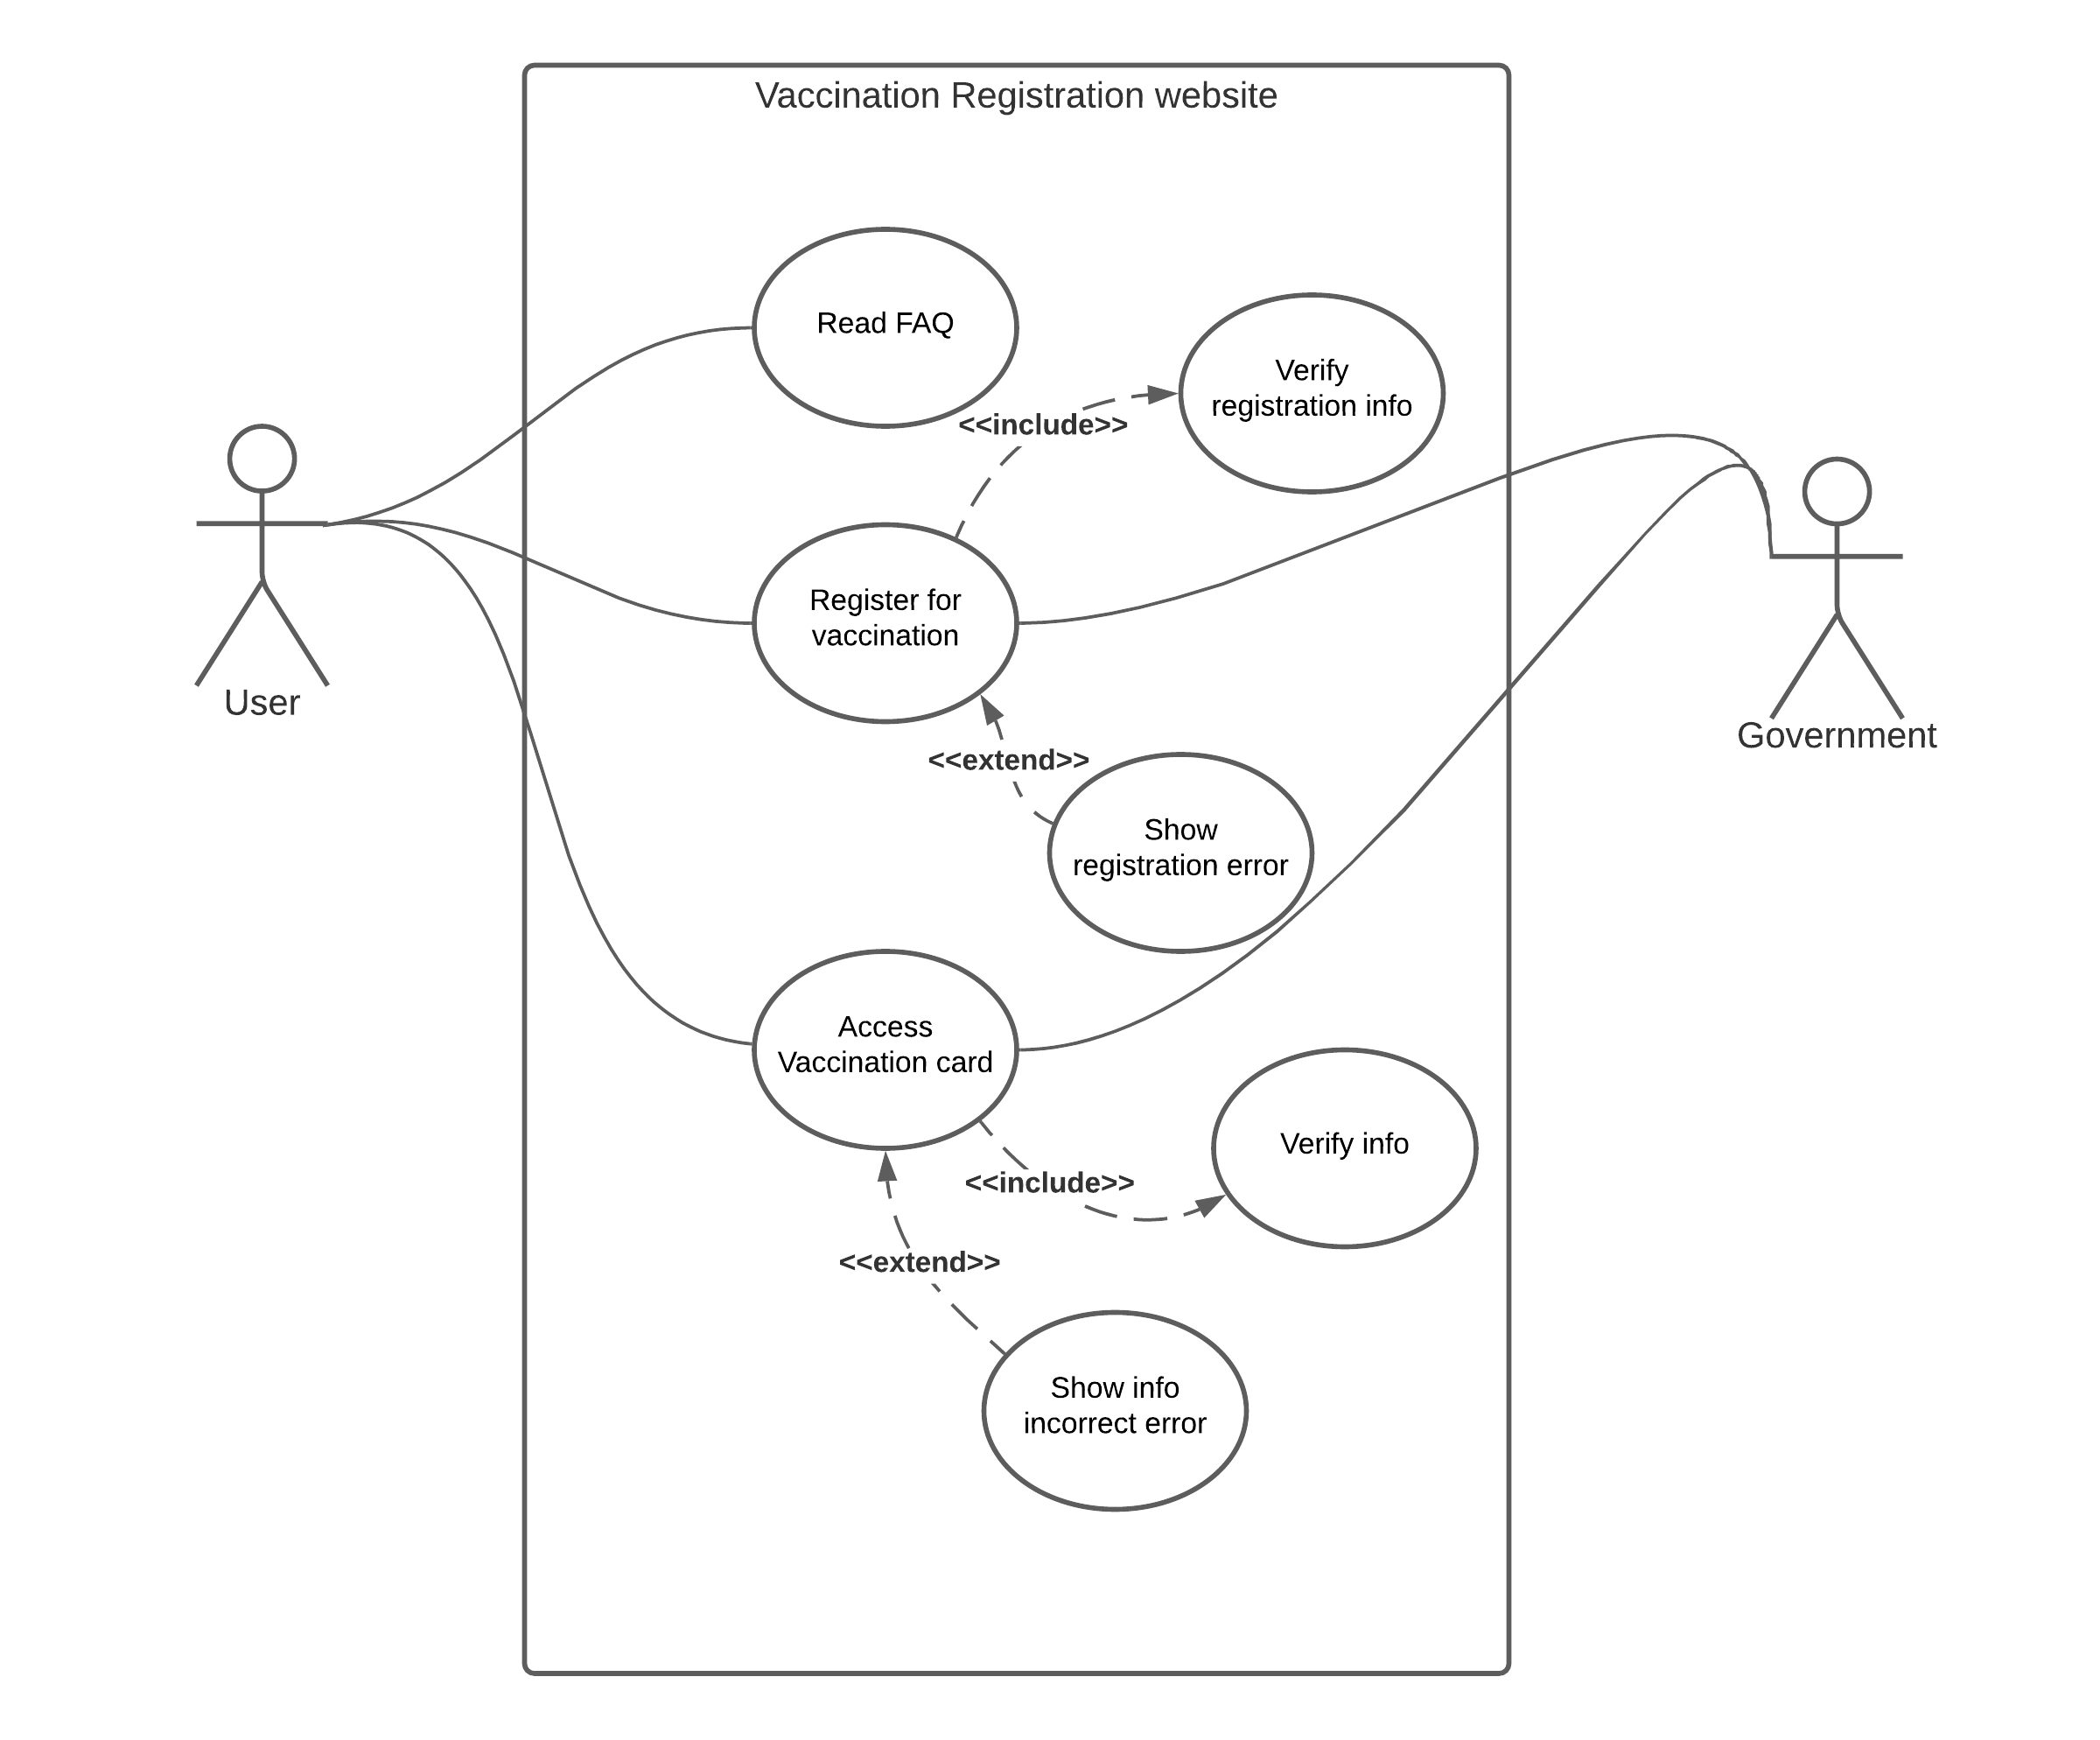 Vaccination Registration website
Read FAQ
Verify
registration info
<<include>>
Register for
vaccination
User
Government
<<extend>>
Show
registration error
Access
Vaccination card
Verify info
<<include>>
<<extend>>
Show info
incorrect error